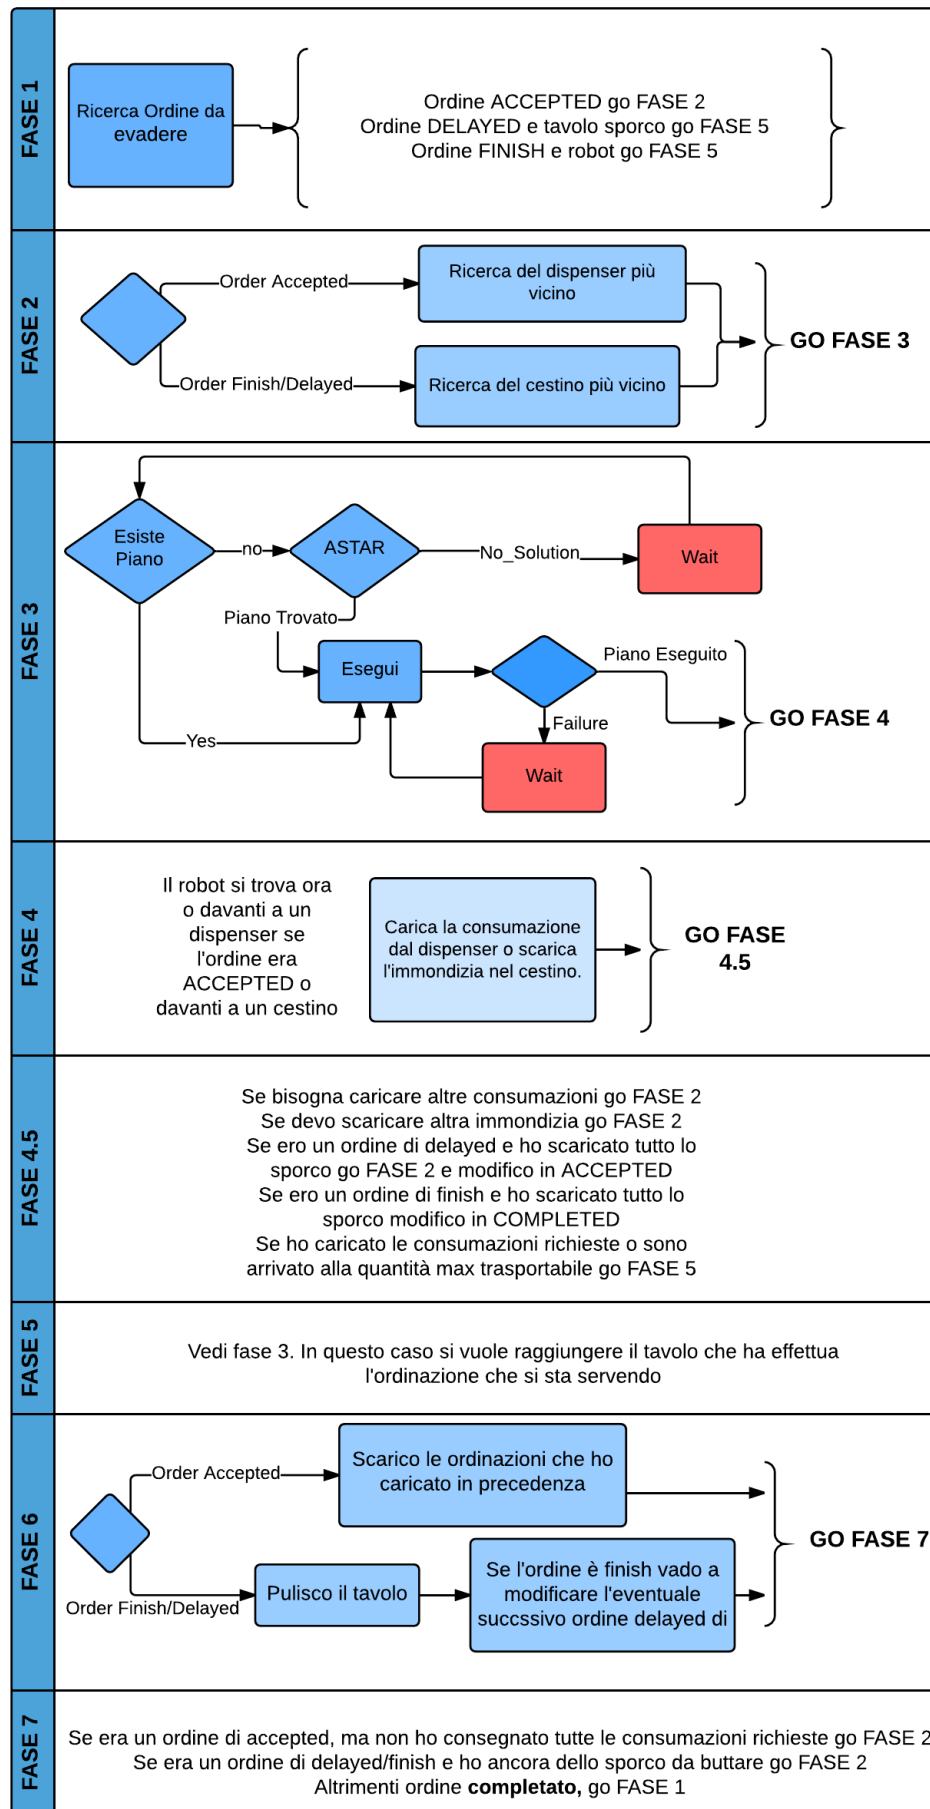 FASE 1
Ricerca Ordine da
evadere
Ordine ACCEPTED go FASE 2
Ordine DELAYED e tavolo sporco go FASE 5
Ordine FINISH e robot go FASE 5
FASE 2
Order Accepted
Ricerca del dispenser più
vicino
Order Finish/Delayed
Ricerca del cestino più vicino
GO FASE 3
FASE 3
Esiste
Piano
no
ASTAR
No_Solution
Wait
Piano Trovato
Esegui
Piano Eseguito
Failure
Wait
Yes
GO FASE 4
FASE 4
Il robot si trova ora
o davanti a un
dispenser se
l'ordine era
ACCEPTED o
davanti a un cestino
Carica la consumazione
dal dispenser o scarica
l'immondizia nel cestino.
GO FASE
4.5
FASE 4.5
Se bisogna caricare altre consumazioni go FASE 2
Se devo scaricare altra immondizia go FASE 2
Se ero un ordine di delayed e ho scaricato tutto lo
sporco go FASE 2 e modifico in ACCEPTED
Se ero un ordine di finish e ho scaricato tutto lo
sporco modifico in COMPLETED
Se ho caricato le consumazioni richieste o sono
arrivato alla quantità max trasportabile go FASE 5
FASE 5
Vedi fase 3. In questo caso si vuole raggiungere il tavolo che ha effettua
l'ordinazione che si sta servendo
FASE 6
Order Accepted
Scarico le ordinazioni che ho
caricato in precedenza
Order Finish/Delayed
Pulisco il tavolo
Se l'ordine è finish vado a
modificare l'eventuale
succssivo ordine delayed di
GO FASE 7
FASE 7
Se era un ordine di accepted, ma non ho consegnato tutte le consumazioni richieste go FASE 2
Se era un ordine di delayed/finish e ho ancora dello sporco da buttare go FASE 2
Altrimenti ordine completato, go FASE 1